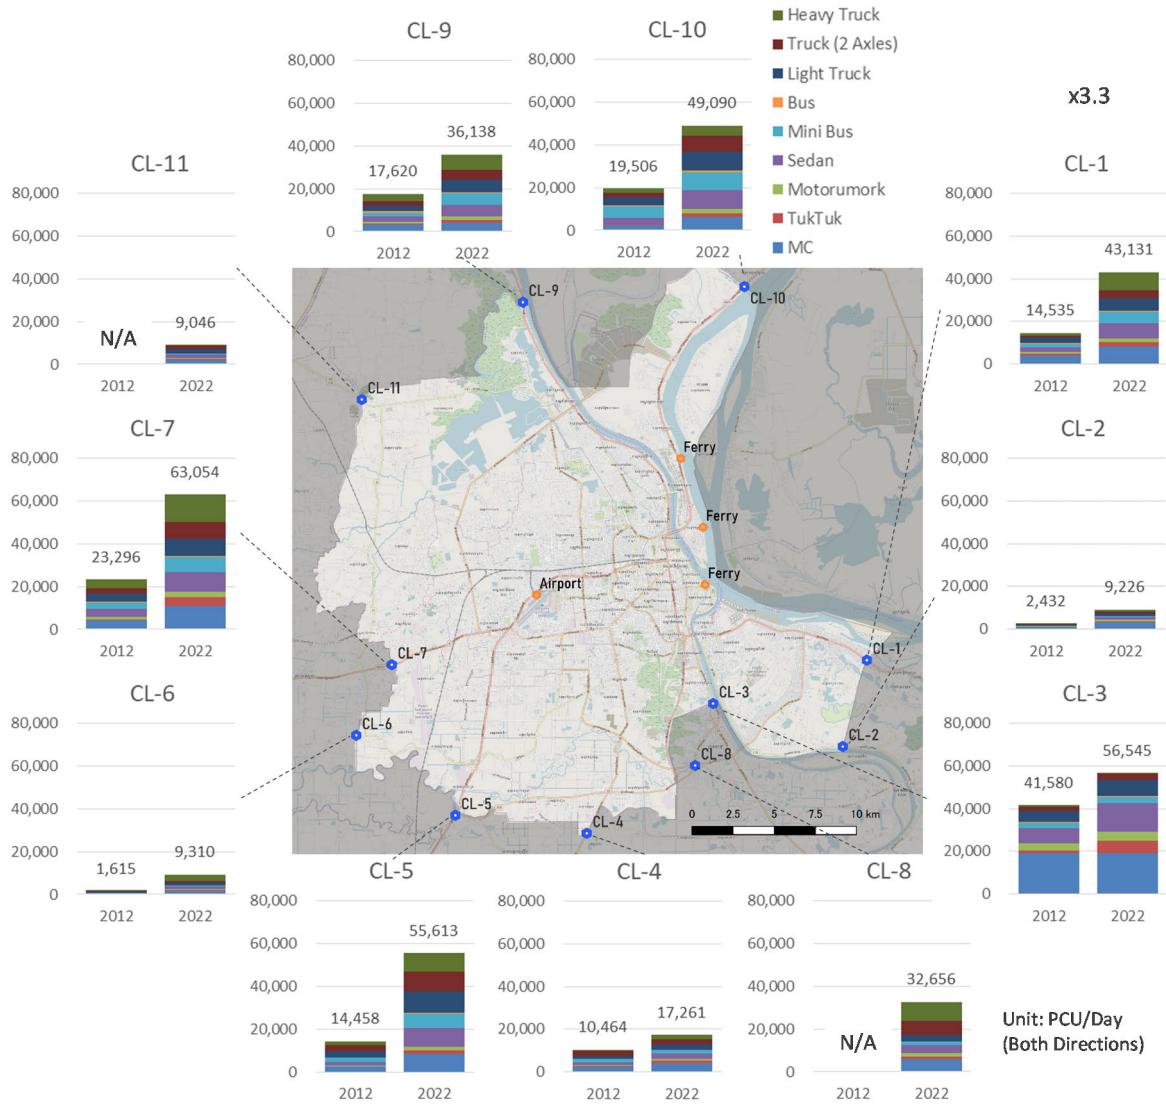 CL-9
80,000
60,000
40,000
20,000
0
17,620
36,138
2012
2022
CL-10
80,000
60,000
40,000
20,000
0
19,506
49,090
2012
2022
Heavy Truck
Truck (2 Axles)
Light Truck
Bus
Mini Bus
Sedan
Motorumork
TukTuk
MC
x3.3
CL-11
80,000
60,000
40,000
20,000
0
N/A
9,046
2012
2022
CL-1
80,000
60,000
40,000
20,000
0
14,535
43,131
2012
2022
CL-7
80,000
60,000
40,000
20,000
0
23,296
63,054
2012
2022
CL-2
80,000
60,000
40,000
20,000
0
2,432
9,226
2012
2022
CL-6
80,000
60,000
40,000
20,000
0
1,615
9,310
2012
2022
CL-3
80,000
60,000
40,000
20,000
0
41,580
56,545
2012
2022
CL-9
CL-10
CL-11
Ferry
Ferry
Ferry
Airport
CL-7
CL-1
CL-3
CL-6
CL-2
CL-8
CL-5
CL-4
0 2.5 5 7.5 10 km
CL-5
80,000
60,000
40,000
20,000
0
14,458
55,613
2012
2022
CL-4
80,000
60,000
40,000
20,000
0
10,464
17,261
2012
2022
CL-8
80,000
60,000
40,000
20,000
0
N/A
32,656
2012
2022
Unit: PCU/Day
(Both Directions)